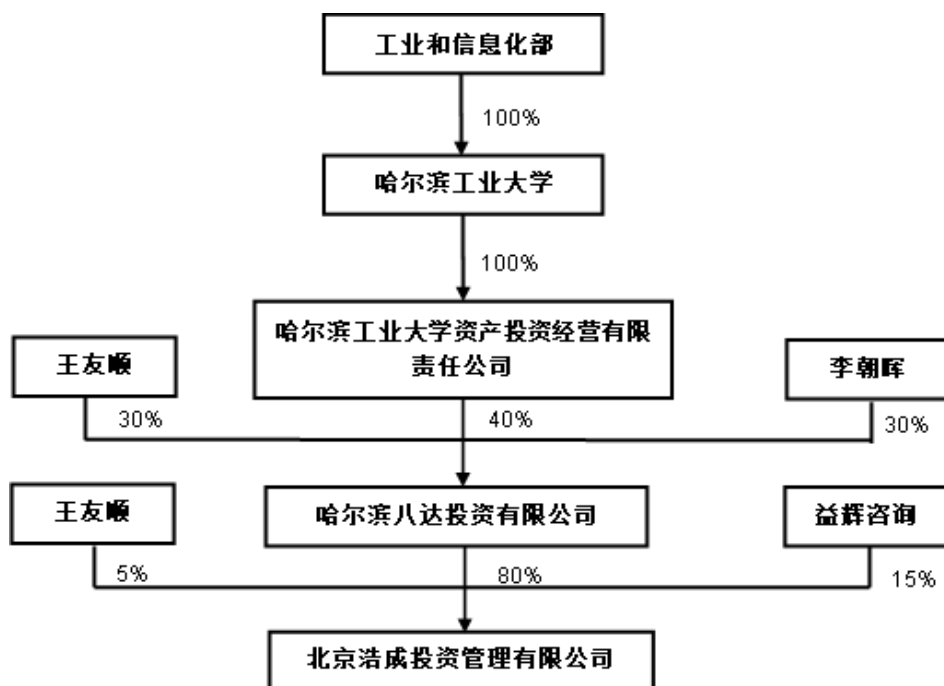 工业和信息化部
100%
哈尔滨工业大学
100%
哈尔滨工业大学资产投资经营有限
责任公司
王友顺
李朝晖
30%
40%
30%
王友顺
哈尔滨八达投资有限公司
益辉咨询
5%
80%
15%
北京浩成投资管理有限公司